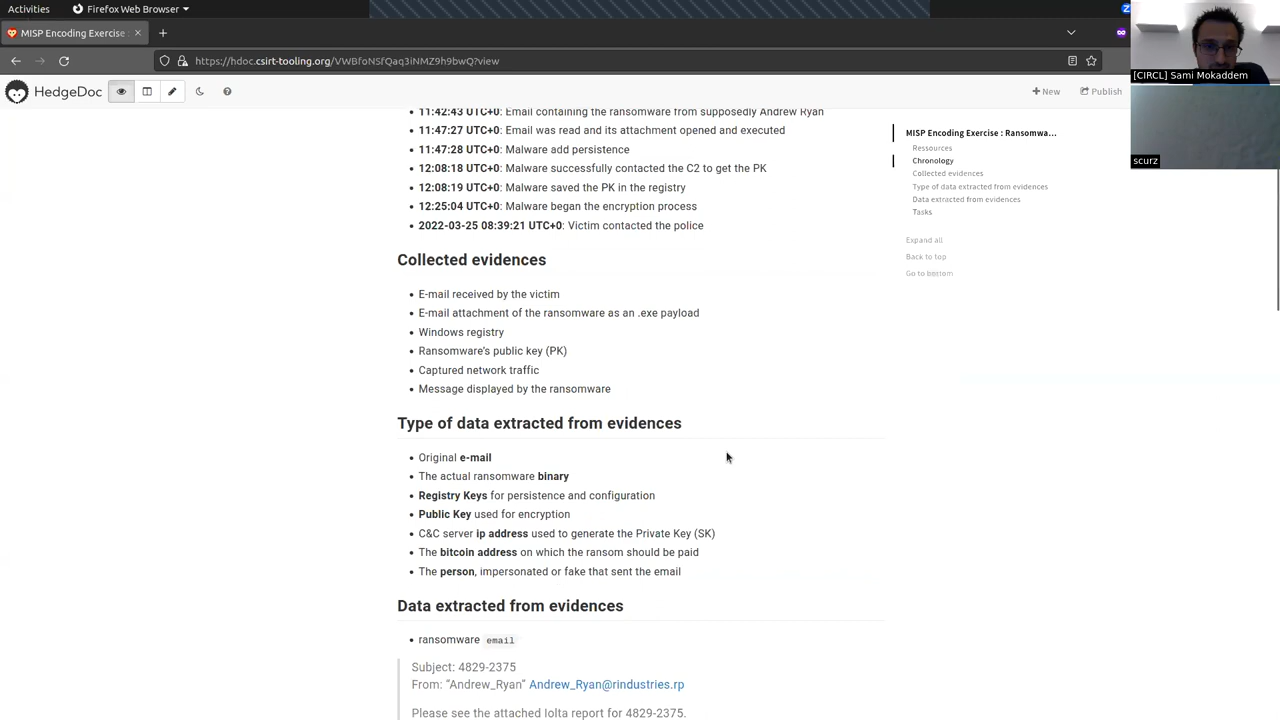 Activities
Firefox Web Browser
Z
MISP Encoding Exercise :
https://hdoc.csirt-tooling.org/VWBfoNSfQaq3iNMZ9h9bwQ?view
[CIRCL] Sami Mokaddem
scurz
HedgeDoc
New
Publish
11:42:43 UTC+0: Email containing the ransomware from supposedly Andrew Ryan
11:47:27 UTC+0: Email was read and its attachment opened and executed
11:47:28 UTC+0: Malware add persistence
12:08:18 UTC+0: Malware successfully contacted the C2 to get the PK
12:08:19 UTC+0: Malware saved the PK in the registry
12:25:04 UTC+0: Malware began the encryption process
2022-03-25 08:39:21 UTC+0: Victim contacted the police
Collected evidences
E-mail received by the victim
E-mail attachment of the ransomware as an .exe payload
Windows registry
Ransomware's public key (PK)
Captured network traffic
Message displayed by the ransomware
Type of data extracted from evidences
Original e-mail
The actual ransomware binary
Registry Keys for persistence and configuration
Public Key used for encryption
C&C server ip address used to generate the Private Key (SK)
The bitcoin address on which the ransom should be paid
The person, impersonated or fake that sent the email
Data extracted from evidences
ransomware email
Subject: 4829-2375
From: "Andrew_Ryan" Andrew_Ryan@rindustries.rp
Please see the attached Iolta report for 4829-2375.
MISP Encoding Exercise : Ransomwa...
Ressources
Chronology
Collected evidences
Type of data extracted from evidences
Data extracted from evidences
Tasks
Expand all
Back to top
Go to bottom